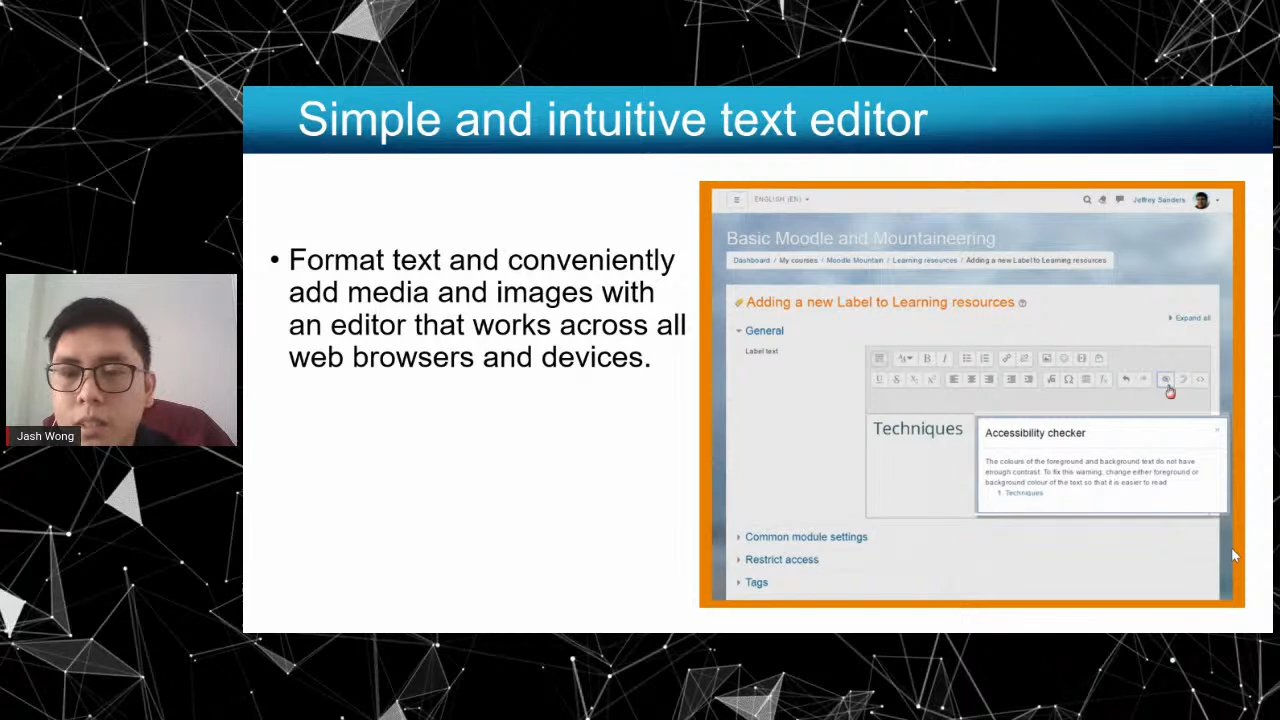 Simple and intuitive text editor
• Format text and conveniently
add media and images with
an editor that works across all
web browsers and devices.
Jash Wong
ENGLISH (EN)
Jeffrey Sanders
Basic Moodle and Mountaineering
Dashboard / My courses / Moodle Mountain / Learning resources / Adding a new Label to Learning resources
Adding a new Label to Learning resources
Expand all
General
Label text
Techniques
Accessibility checker
The colours of the foreground and background text do not have
enough contrast. To fix this warning, change either foreground or
background colour of the text so that it is easier to read
1. Techniques
Common module settings
Restrict access
Tags